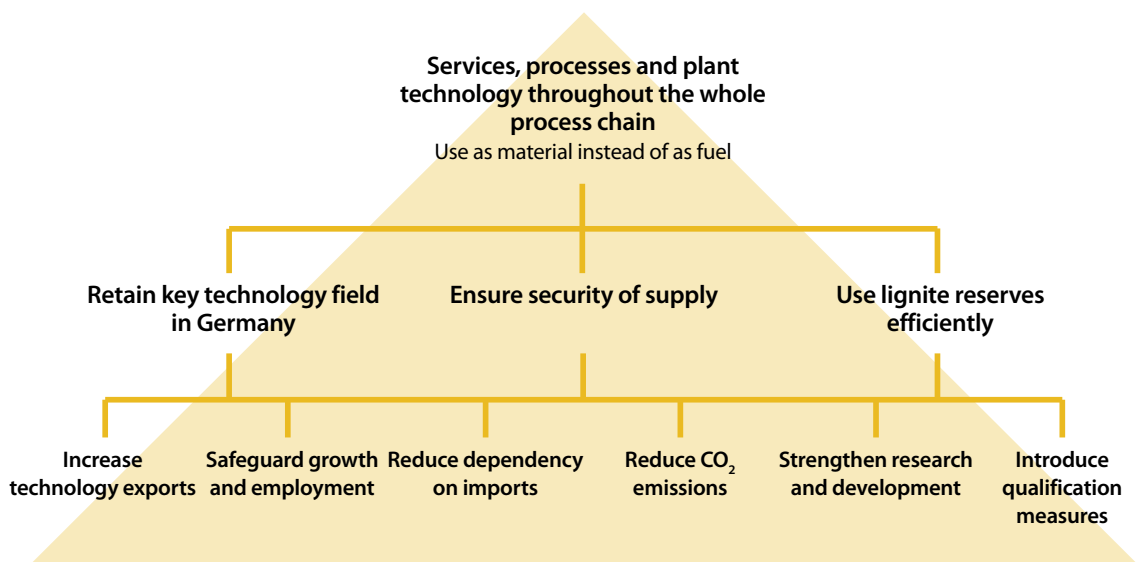 Services, processes and plant
technology throughout the whole
process chain
Use as material instead of as fuel
Retain key technology field
in Germany
Ensure security of supply
Use lignite reserves
efficiently
Increase
technology exports
Safeguard growth
and employment
Reduce dependency
on imports
Reduce CO₂
emissions
Strengthen research
and development
Introduce
qualification
measures